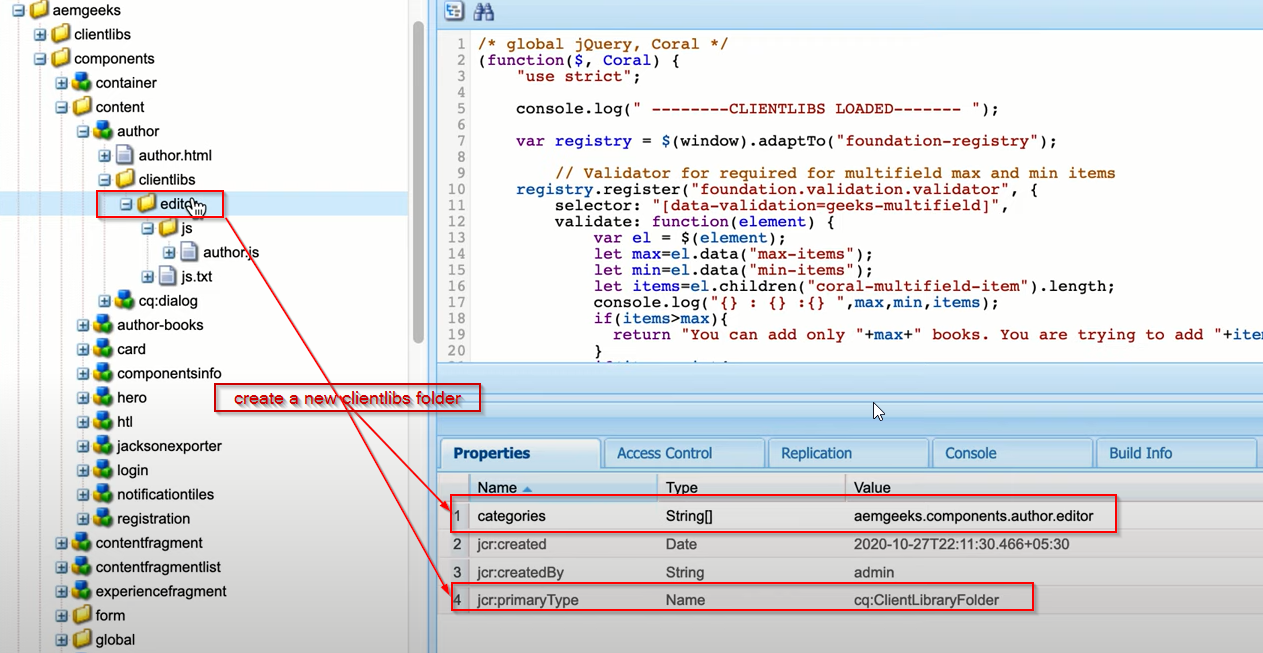 aemgeeks
clientlibs
components
container
content
author
author.html
clientlibs
js
author.js
js.txt
cq:dialog
author-books
card
componentsinfo
hero
create a new clientlibs folder
htl
jacksonexporter
login
notificationtiles
registration
contentfragment
contentfragmentlist
experiencefragment
form
global
1 /* global jQuery, Coral */
2 (function($, Coral) {
3 "use strict";
4
5 console.log(" --------CLIENTLIBS LOADED------- ");
6
7 var registry = $(window).adaptTo("foundation-registry");
8
9 // Validator for required for multifield max and min items
10 registry.register("foundation.validation.validator", {
11 selector: "[data-validation=geeks-multifield]",
12 validate: function(element) {
13 var el = $(element);
14 let max=el.data("max-items");
15 let min=el.data("min-items");
16 let items=el.children("coral-multifield-item").length;
17 console.log("{} : {} :{} ",max,min,items);
18 if(items>max){
19 return "You can add only "+max+" books. You are trying to add "+ite
20 }
Properties Access Control Replication Console Build Info
Name Type Value
1 categories String[] aemgeeks.components.author.editor
2 jcr:created Date 2020-10-27T22:11:30.466+05:30
3 jcr:createdBy String admin
4 jcr:primaryType Name cq:ClientLibraryFolder